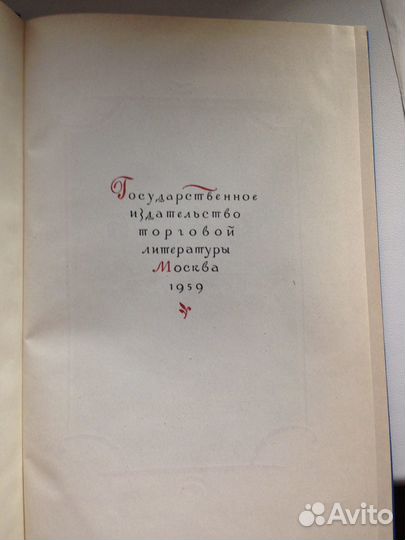 Государственное
издательство
торговой
литературы
Москва
1959
Avito